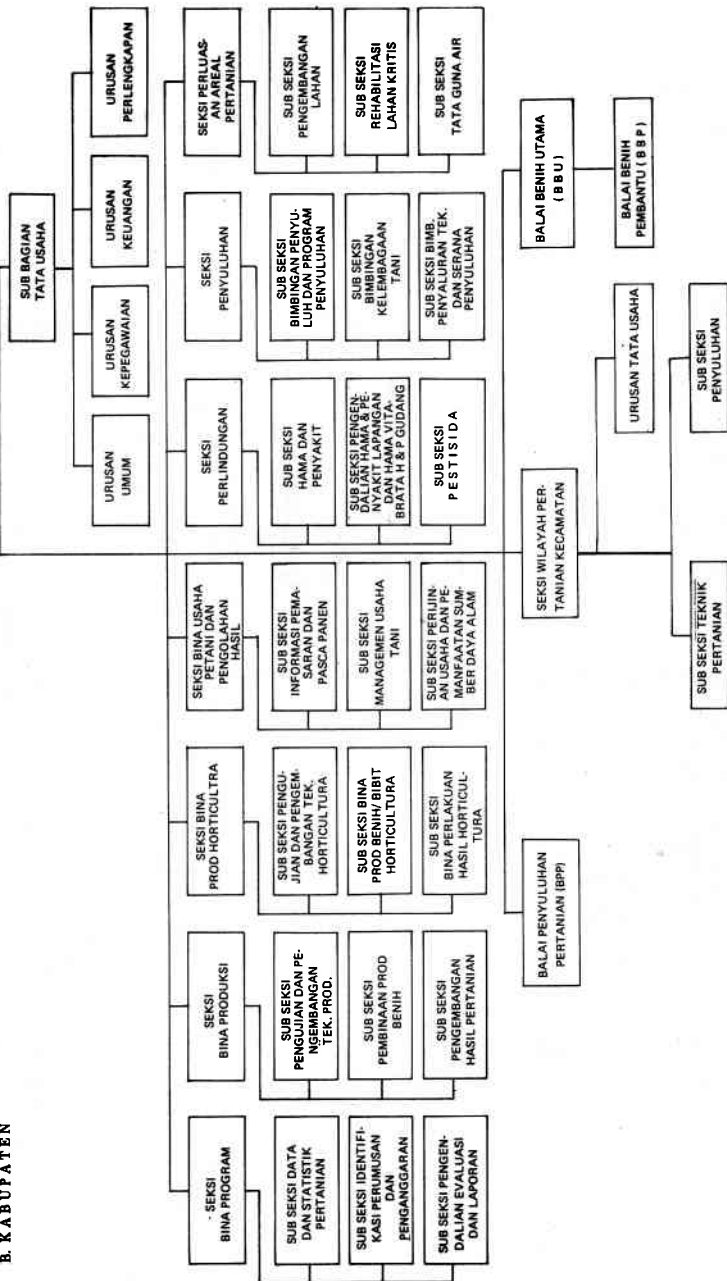 B. KABUPATEN
SUB BAGIAN
TATA USAHA
URUSAN
UMUM
URUSAN
KEPEGAWAIAN
URUSAN
KEUANGAN
URUSAN
PERLENGKAPAN
- SEKSI
BINA PROGRAM
SUB SEKSI DATA
DAN STATISTIK
PERTANIAN
SUB SEKSI IDENTIFI-
KASI PERUMUSAN
DAN
PENGANGGARAN
SUB SEKSI PENGEN-
DALIAN EVALUASI
DAN LAPORAN
SEKSI
BINA PRODUKSI
SUB SEKSI
PENGUJIAN DAN PE-
NGEMBANGAN
TEK. PROD.
SUB SEKSI
PEMBINAAN PROD
BENIH
SUB SEKSI
PENGEMBANGAN
HASIL PERTANIAN
SEKSI BINA
PROD HORTICULTRA
SUB SEKSI PENGU-
JIAN DAN PENGEM-
BANGAN TEK.
HORTICULTURA
SUB SEKSI BINA
PROD BENIH/ BIBIT
HORTICULTURA
SUB SEKSI
BINA PERLAKUAN
HASIL HORTICUL-
TURA
SEKSI BINA USAHA
PETANI DAN
PENGOLAHAN
HASIL
SUB SEKSI
INFORMASI PEMA-
SARAN DAN
PASCA PANEN
SUB SEKSI
MANAGEMEN USAHA
TANI
SUB SEKSI PERIJIN-
AN USAHA DAN PE-
MANFAATAN SUM-
BER DAYA ALAM
SEKSI
PERLINDUNGAN
SUB SEKSI
HAMA DAN
PENYAKIT
SUB SEKSI PENGEN-
DALIAN HAMA & PE-
NYAKIT LAPANGAN
DAN HAMA VITA-
BRATA H & P GUDANG
SUB SEKSI
PESTISIDA
SEKSI
PENYULUHAN
SUB SEKSI
BIMBINGAN PENYU-
LUH DAN PROGRAM
PENYULUHAN
SUB SEKSI
BIMBINGAN
KELEMBAGAAN
TANI
SUB SEKSI BIMB.
PENYALURAN TEK.
DAN SERANA
PENYULUHAN
SEKSI PERLUAS-
AN AREAL
PERTANIAN
SUB SEKSI
PENGEMBANGAN
LAHAN
SUB SEKSI
REHABILITASI
LAHAN KRITIS
SUB SEKSI
TATA GUNA AIR
BALAI PENYULUHAN
PERTANIAN (BPP)
SEKSI WILAYAH PER-
TANIAN KECAMATAN
BALAI BENIH UTAMA
( BBU )
BALAI BENIH
PEMBANTU ( B B P )
URUSAN TATA USAHA
SUB SEKSI TEKNIK
PERTANIAN
SUB SEKSI
PENYULUHAN